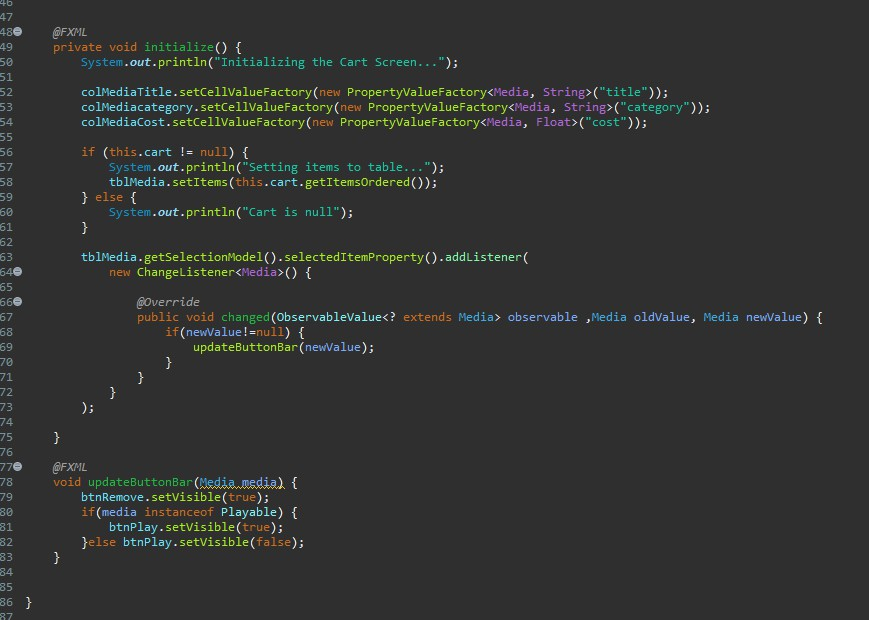 46
47
48 @FXML
49 private void initialize() {
50 System.out.println("Initializing the Cart Screen...");
51
52 colMediaTitle.setCellValueFactory(new PropertyValueFactory<Media, String>("title"));
53 colMediacategory.setCellValueFactory(new PropertyValueFactory<Media, String>("category"));
54 colMediaCost.setCellValueFactory(new PropertyValueFactory<Media, Float>("cost"));
55
56 if (this.cart != null) {
57 System.out.println("Setting items to table...");
58 tblMedia.setItems(this.cart.getItemsOrdered());
59 } else {
60 System.out.println("Cart is null");
61 }
62
63 tblMedia.getSelectionModel().selectedItemProperty().addListener(
64 new ChangeListener<Media>() {
65
66 @Override
67 public void changed(ObservableValue<? extends Media> observable ,Media oldValue, Media newValue) {
68 if(newValue!=null) {
69 updateButtonBar(newValue);
70 }
71 }
72 }
73 );
74
75 }
76
77 @FXML
78 void updateButtonBar(Media media) {
79 btnRemove.setVisible(true);
80 if(media instanceof Playable) {
81 btnPlay.setVisible(true);
82 }else btnPlay.setVisible(false);
83 }
84
85
86 }
87